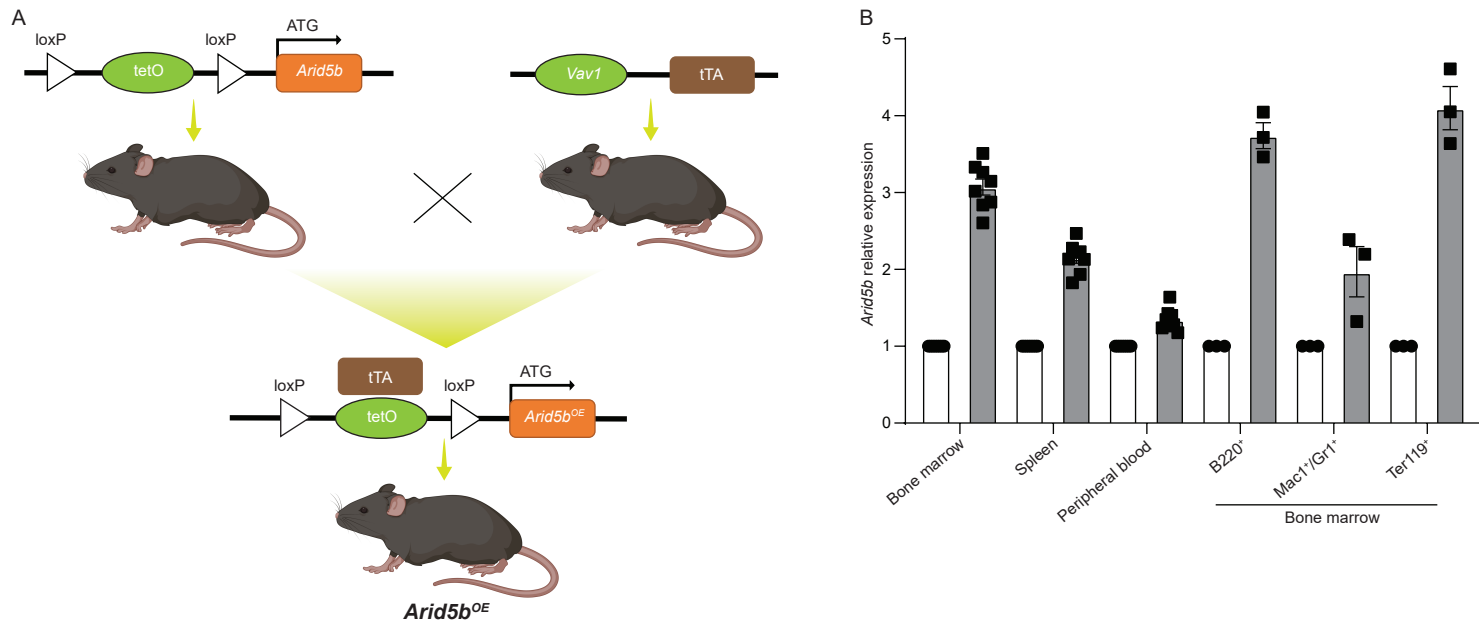 A
loxP
loxP
ATG
tetO
Arid5b
Vav1
tTA
tTA
loxP
loxP
ATG
tetO
Arid5bᴼᴱ
Arid5bᴼᴱ
B
Arid5b relative expression
5
4
3
2
1
0
Bone marrow
Spleen
Peripheral blood
B220⁺
Mac1⁺/Gr1⁺
Ter119⁺
Bone marrow